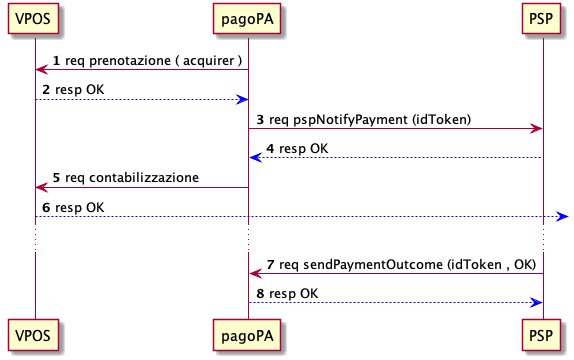 VPOS pagoPA PSP
1 req prenotazione ( acquirer )
2 resp OK
3 req pspNotifyPayment (idToken)
4 resp OK
5 req contabilizzazione
6 resp OK
7 req sendPaymentOutcome (idToken , OK)
8 resp OK
VPOS pagoPA PSP